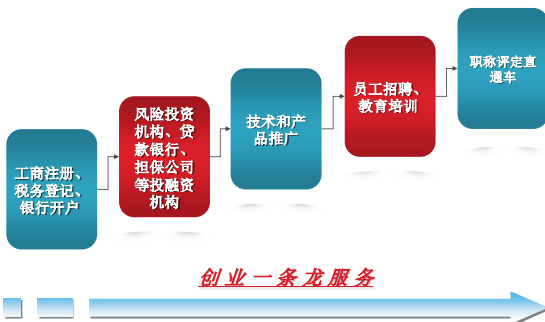 工商注册、
税务登记、
银行开户
风险投资
机构、贷
款银行、
担保公司
等投融资
机构
技术和产
品推广
员工招聘、
教育培训
职称评定直
通车
创业一条龙服务